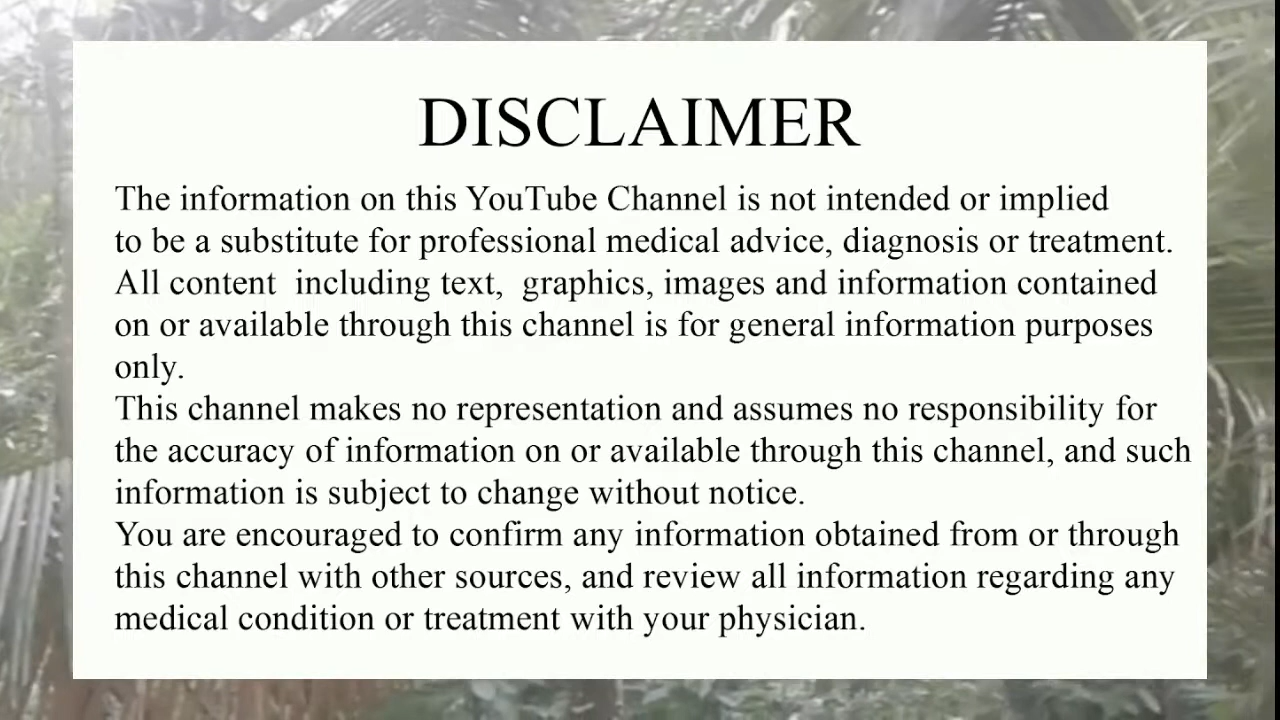 DISCLAIMER
The information on this YouTube Channel is not intended or implied
to be a substitute for professional medical advice, diagnosis or treatment.
All content  including text,  graphics, images and information contained
on or available through this channel is for general information purposes
only.
This channel makes no representation and assumes no responsibility for
the accuracy of information on or available through this channel, and such
information is subject to change without notice.
You are encouraged to confirm any information obtained from or through
this channel with other sources, and review all information regarding any
medical condition or treatment with your physician.